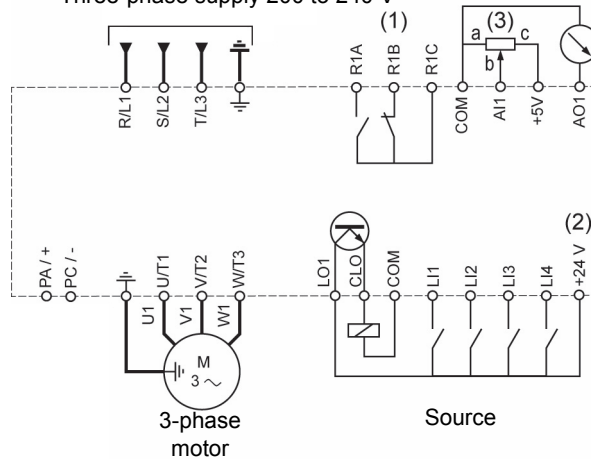 Three-phase supply 200 to 240 V
(1)
(3)
a
c
b
R/L1
S/L2
T/L3
R1A
R1B
R1C
COM
AI1
+5V
AO1
(2)
PA / +
PC / -
U/T1
V/T2
W/T3
U1
V1
W1
M
3 ~
3-phase
motor
LO1
CLO
COM
LI1
LI2
LI3
LI4
+24 V
Source